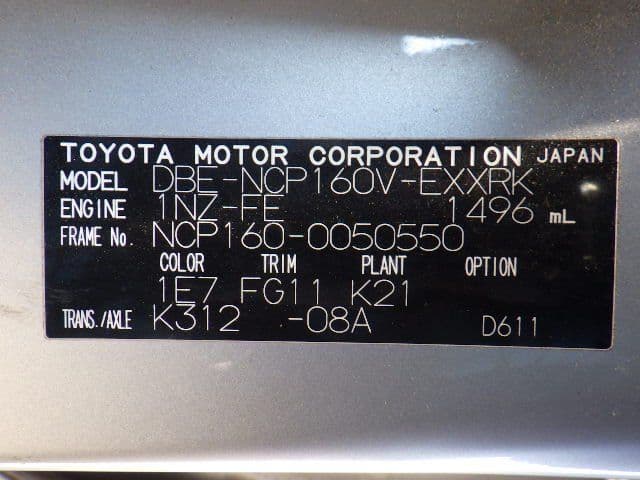 TOYOTA MOTOR CORPORATION JAPAN
MODEL DBE-NCP160V-EXXRK
ENGINE 1NZ-FE 1496 mL
FRAME No. NCP160-0050550
COLOR TRIM PLANT OPTION
1E7 FG11 K21
TRANS./AXLE K312 -08A D611